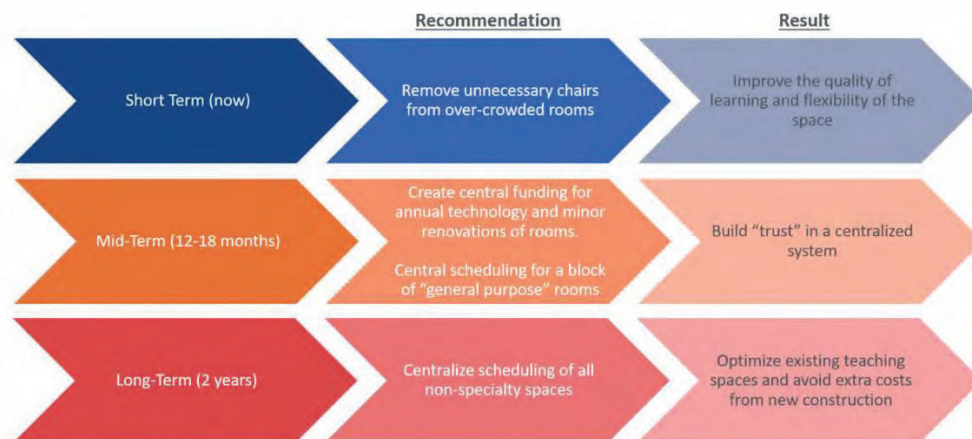 Recommendation
Result
Short Term (now)
Remove unnecessary chairs
from over-crowded rooms
Improve the quality of
learning and flexibility of the
space
Mid-Term (12-18 months)
Create central funding for
annual technology and minor
renovations of rooms.
Central scheduling for a block
of “general purpose” rooms
Build “trust” in a centralized
system
Long-Term (2 years)
Centralize scheduling of all
non-specialty spaces
Optimize existing teaching
spaces and avoid extra costs
from new construction